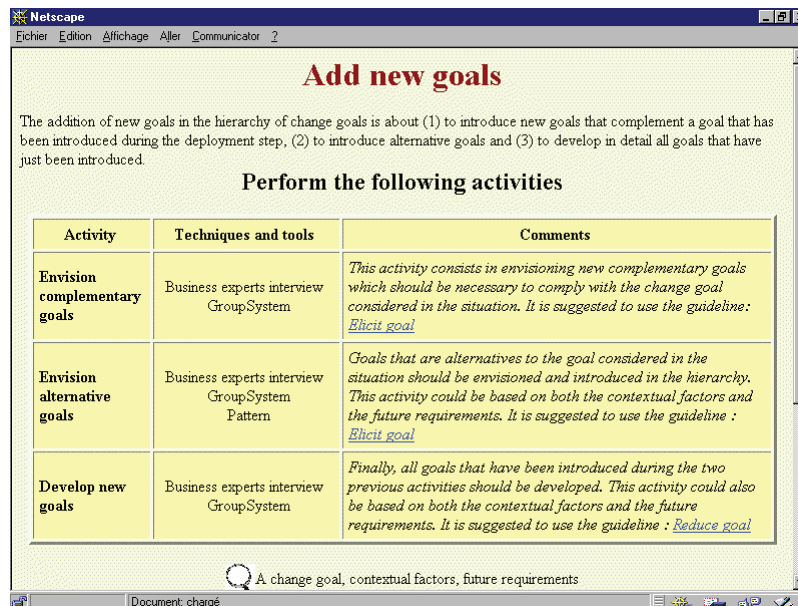 Netscape
Fichier Edition Affichage Aller Communicator ?
Add new goals
The addition of new goals in the hierarchy of change goals is about (1) to introduce new goals that complement a goal that has
been introduced during the deployment step, (2) to introduce alternative goals and (3) to develop in detail all goals that have
just been introduced.
Perform the following activities
Activity Techniques and tools Comments
Envision
complementary
goals
Business experts interview
GroupSystem
This activity consists in envisioning new complementary goals
which should be necessary to comply with the change goal
considered in the situation. It is suggested to use the guideline:
Elicit goal
Envision
alternative
goals
Business experts interview
GroupSystem
Pattern
Goals that are alternatives to the goal considered in the
situation should be envisioned and introduced in the hierarchy.
This activity could be based on both the contextual factors and
the future requirements. It is suggested to use the guideline :
Elicit goal
Develop new
goals
Business experts interview
GroupSystem
Finally, all goals that have been introduced during the two
previous activities should be developed. This activity could also
be based on both the contextual factors and the future
requirements. It is suggested to use the guideline : Reduce goal
A change goal, contextual factors, future requirements
Document: chargé